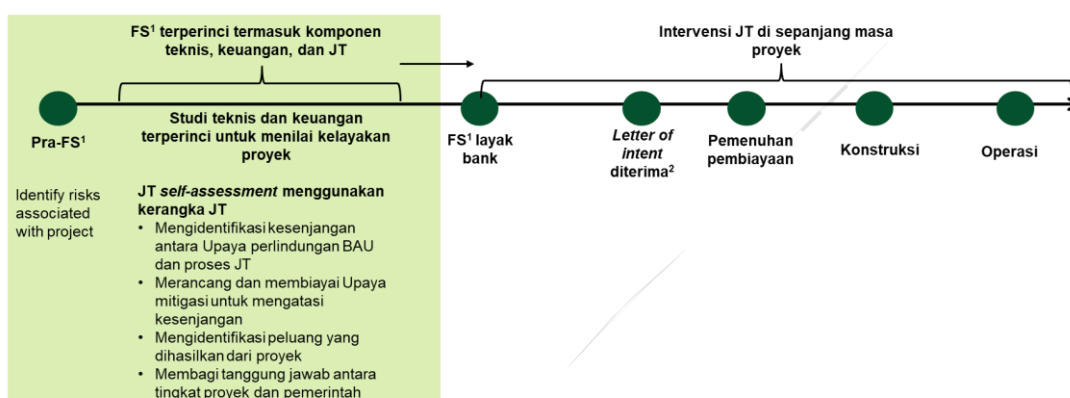 FS¹ terperinci termasuk komponen
teknis, keuangan, dan JT
Intervensi JT di sepanjang masa
proyek
Pra-FS¹
Studi teknis dan keuangan
terperinci untuk menilai kelayakan
proyek
FS¹ layak
bank
Letter of
intent
diterima²
Pemenuhan
pembiayaan
Konstruksi
Operasi
Identify risks
associated
with project
JT self-assessment menggunakan
kerangka JT
• Mengidentifikasi kesenjangan
antara Upaya perlindungan BAU
dan proses JT
• Merancang dan membiayai Upaya
mitigasi untuk mengatasi
kesenjangan
• Mengidentifikasi peluang yang
dihasilkan dari proyek
• Membagi tanggung jawab antara
tingkat proyek dan pemerintah